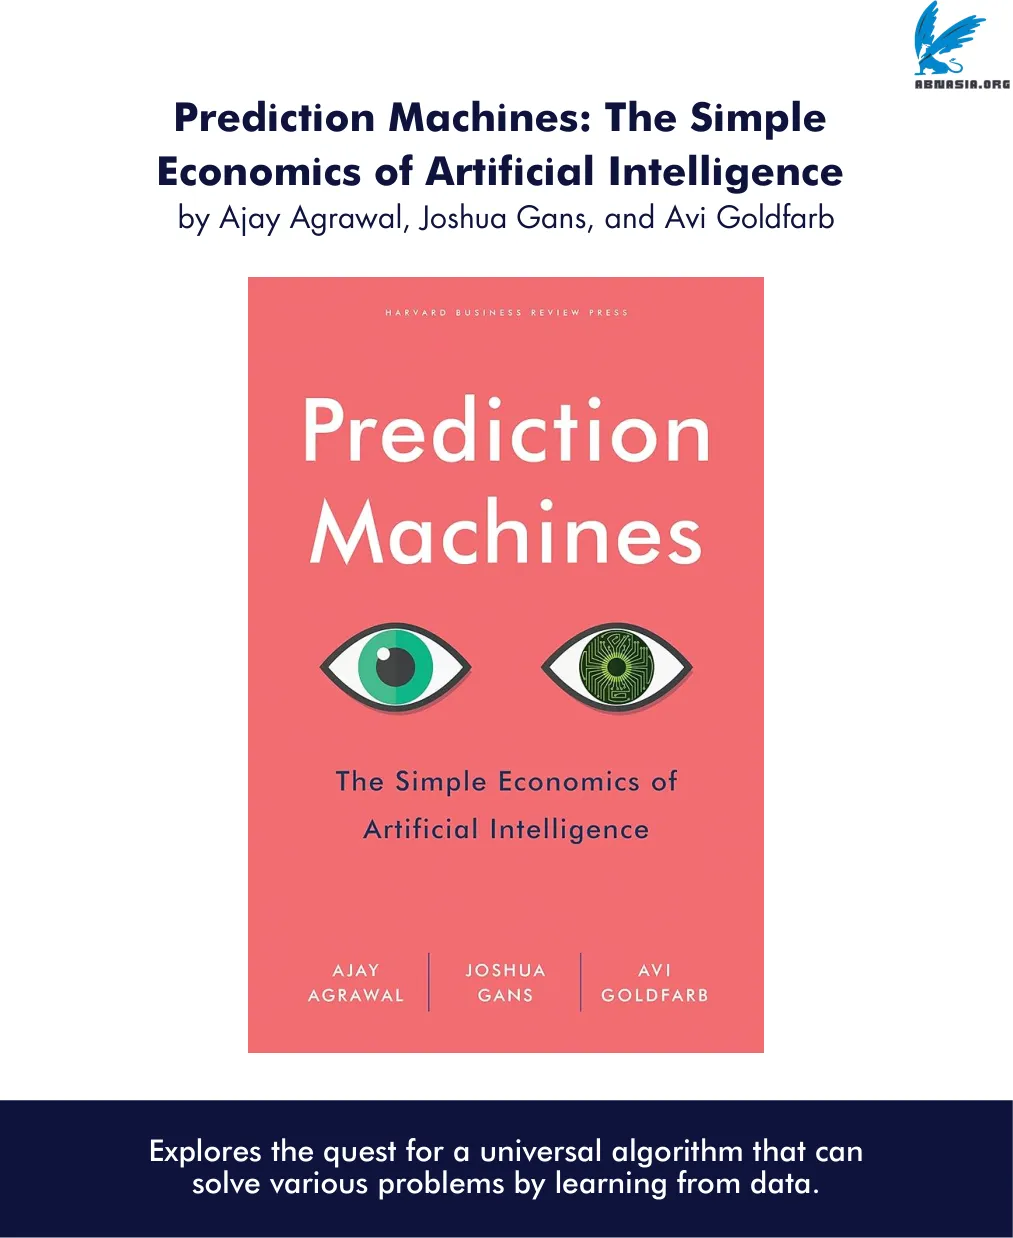 ABNASIA.ORG
Prediction Machines: The Simple
Economics of Artificial Intelligence
by Ajay Agrawal, Joshua Gans, and Avi Goldfarb
HARVARD BUSINESS REVIEW PRESS
Prediction
Machines
The Simple Economics of
Artificial Intelligence
AJAY
AGRAWAL
JOSHUA
GANS
AVI
GOLDFARB
Explores the quest for a universal algorithm that can
solve various problems by learning from data.